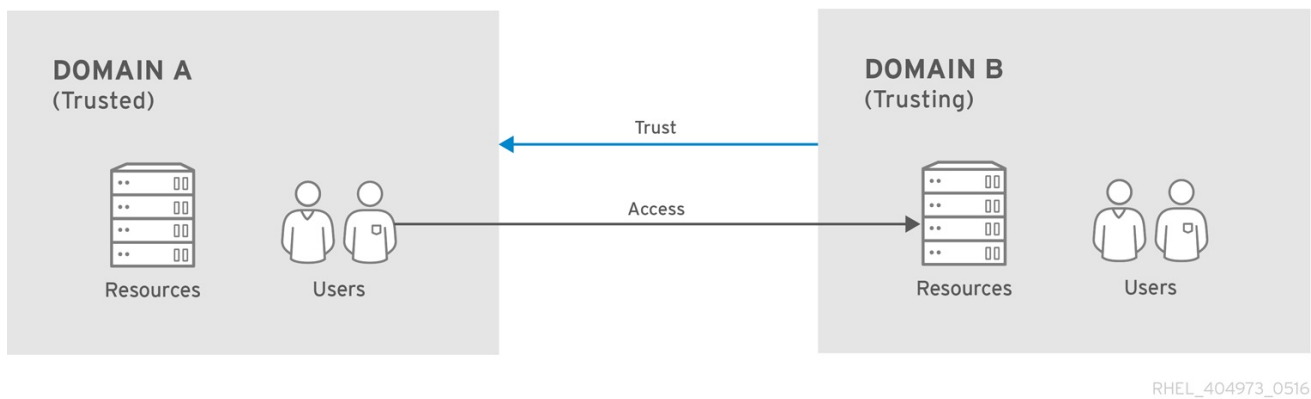 DOMAIN A
(Trusted)
Resources
Users
Trust
Access
DOMAIN B
(Trusting)
Resources
Users
RHEL_404973_0516